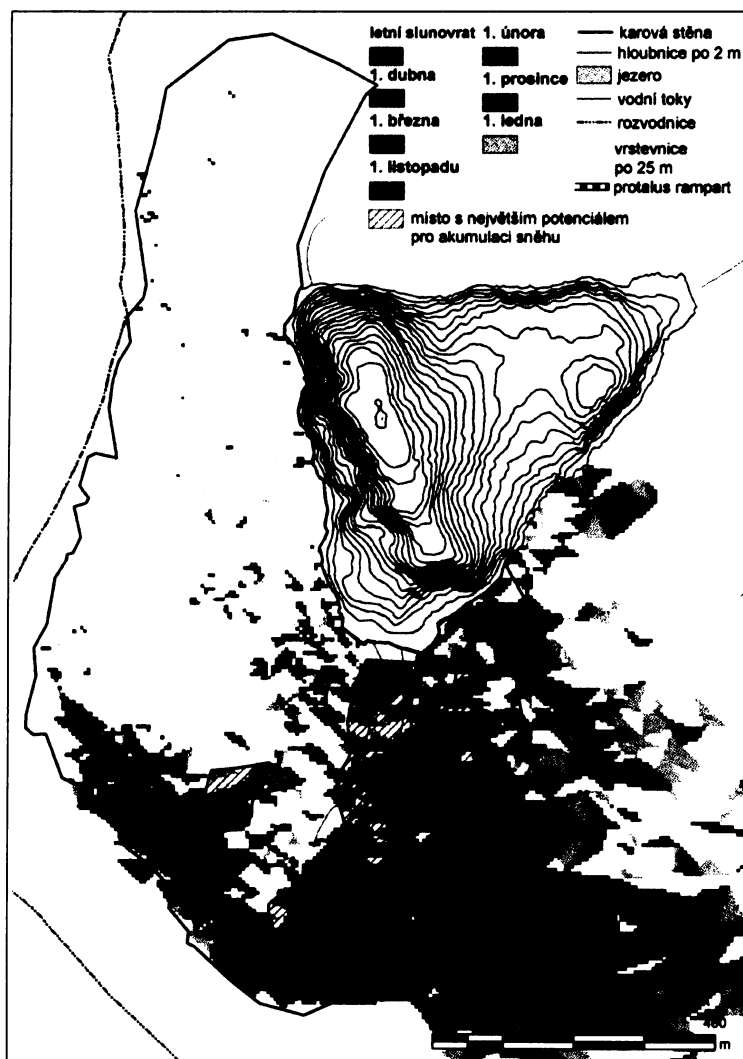 letní slunovrat
1. dubna
1. března
1. listopadu
1. února
1. prosince
1. ledna
místo s největším potenciálem
pro akumulaci sněhu
karová stěna
hloubnice po 2 m
jezero
vodní toky
rozvodnice
vrstevnice
po 25 m
protalus rampart
400
m